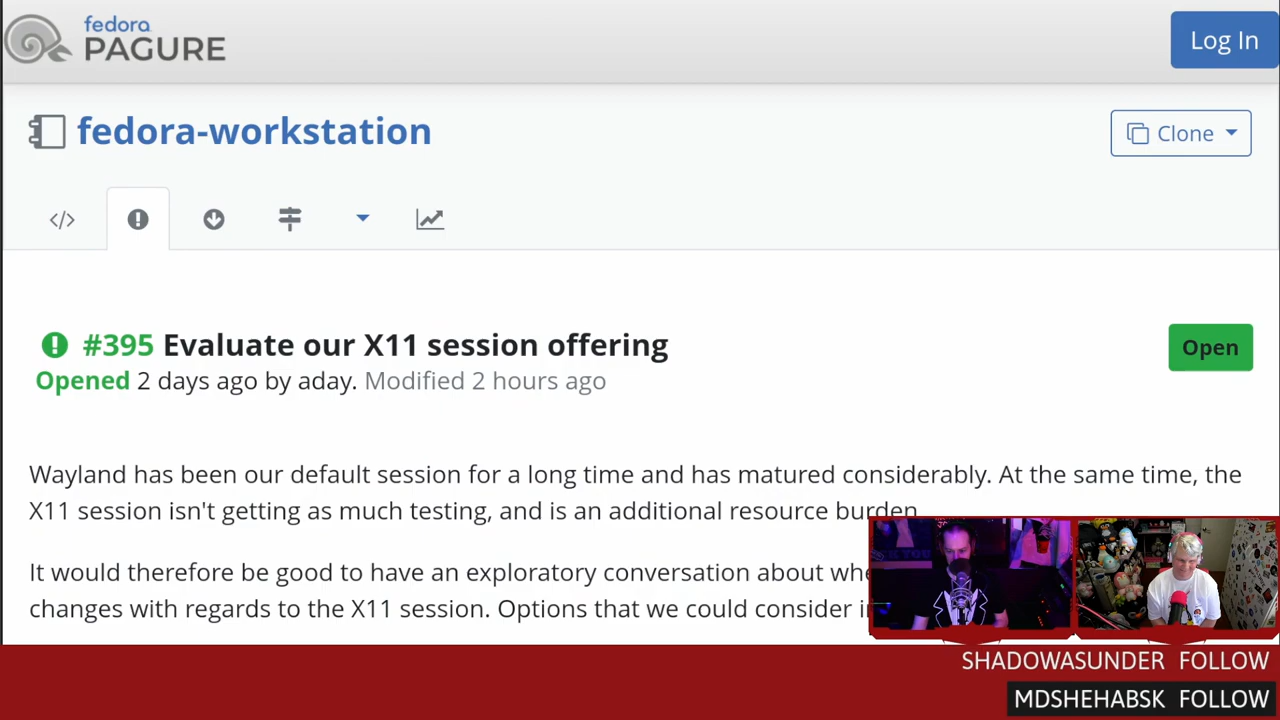 fedora
PAGURE
Log In
fedora-workstation
Clone
#395 Evaluate our X11 session offering
Open
Opened 2 days ago by aday. Modified 2 hours ago
Wayland has been our default session for a long time and has matured considerably. At the same time, the
X11 session isn't getting as much testing, and is an additional resource burden
It would therefore be good to have an exploratory conversation about
changes with regards to the X11 session. Options that we could consider
SHADOWASUNDER FOLLOW
MDSHEHABSK FOLLOW